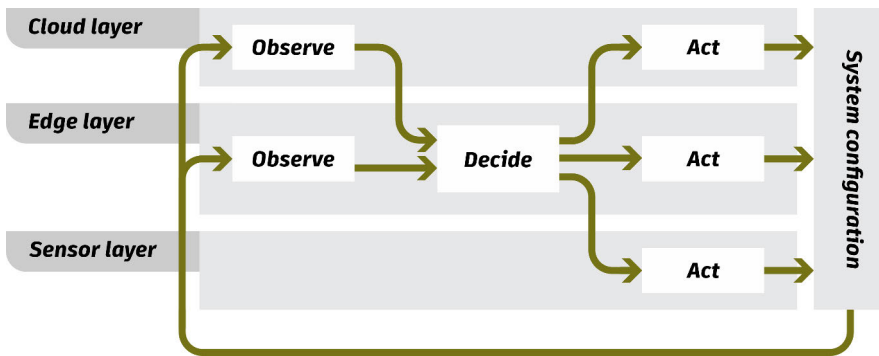 Cloud layer
Observe
Act
System configuration
Edge layer
Observe
Decide
Act
Sensor layer
Act